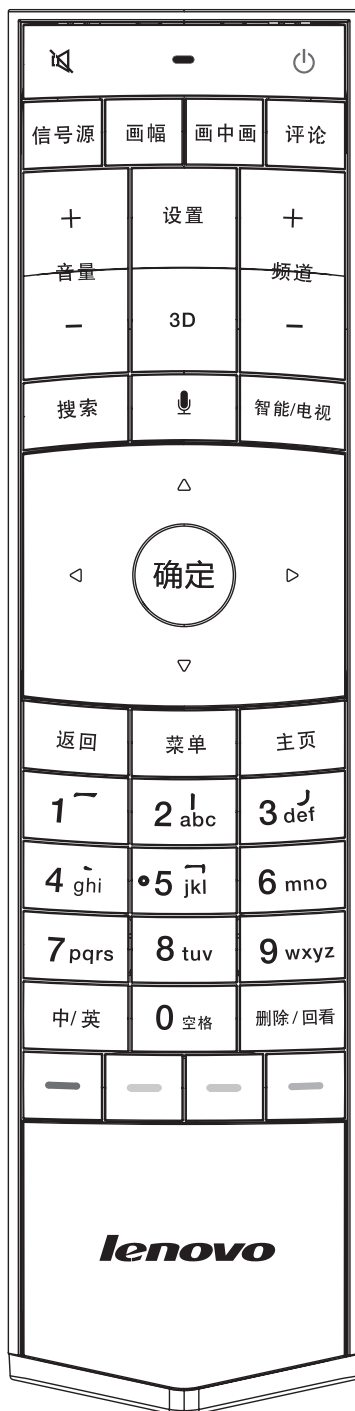 信号源 画幅 画中画 评论
+ 设置 +
音量 频道
− 3D −
搜索 智能/电视
确定
返回 菜单 主页
1 2 abc 3 def
4 ghi 5 jkl 6 mno
7 pqrs 8 tuv 9 wxyz
中/英 0 空格 删除/回看
lenovo